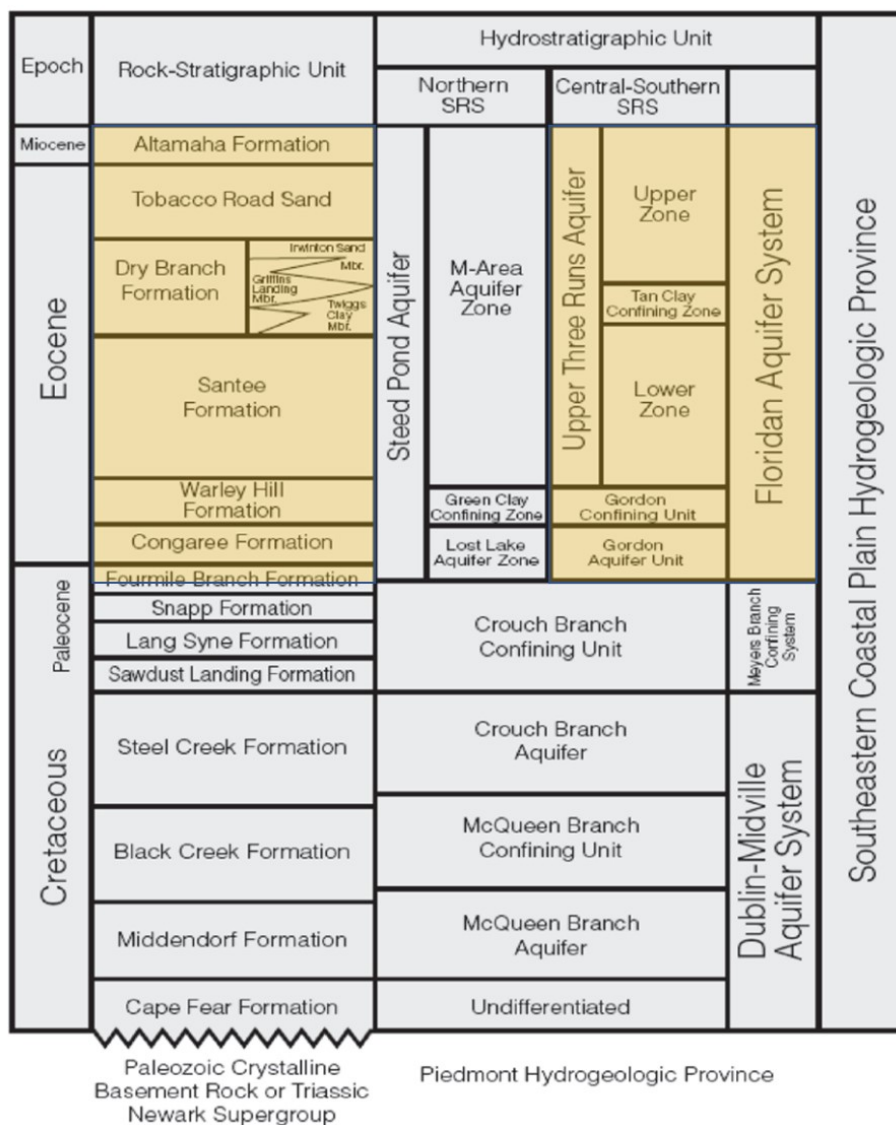 Epoch
Rock-Stratigraphic Unit
Hydrostratigraphic Unit
Northern
SRS
Central-Southern
SRS
Miocene
Altamaha Formation
Eocene
Tobacco Road Sand
Dry Branch
Formation
Irwinton Sand
Mbr.
Griffins
Landing
Mbr.
Twiggs
Clay
Mbr.
Santee
Formation
Warley Hill
Formation
Congaree Formation
Steed Pond Aquifer
M-Area
Aquifer
Zone
Green Clay
Confining Zone
Lost Lake
Aquifer Zone
Upper Three Runs Aquifer
Upper
Zone
Tan Clay
Confining Zone
Lower
Zone
Gordon
Confining Unit
Gordon
Aquifer Unit
Floridan Aquifer System
Southeastern Coastal Plain Hydrogeologic Province
Paleocene
Fourmile Branch Formation
Snapp Formation
Lang Syne Formation
Sawdust Landing Formation
Crouch Branch
Confining Unit
Meyers Branch
Confining
System
Cretaceous
Steel Creek Formation
Crouch Branch
Aquifer
Black Creek Formation
McQueen Branch
Confining Unit
Middendorf Formation
McQueen Branch
Aquifer
Cape Fear Formation
Undifferentiated
Dublin-Midville
Aquifer System
Paleozoic Crystalline
Basement Rock or Triassic
Newark Supergroup
Piedmont Hydrogeologic Province